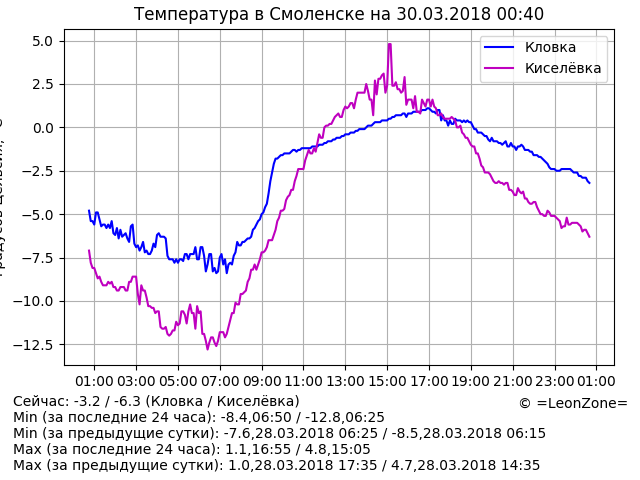 Температура в Смоленске на 30.03.2018 00:40
Кловка
Киселёвка
5.0
2.5
0.0
−2.5
−5.0
−7.5
−10.0
−12.5
01:00 03:00 05:00 07:00 09:00 11:00 13:00 15:00 17:00 19:00 21:00 23:00 01:00
Сейчас: -3.2 / -6.3 (Кловка / Киселёвка)
© =LeonZone=
Min (за последние 24 часа): -8.4,06:50 / -12.8,06:25
Min (за предыдущие сутки): -7.6,28.03.2018 06:25 / -8.5,28.03.2018 06:15
Max (за последние 24 часа): 1.1,16:55 / 4.8,15:05
Max (за предыдущие сутки): 1.0,28.03.2018 17:35 / 4.7,28.03.2018 14:35